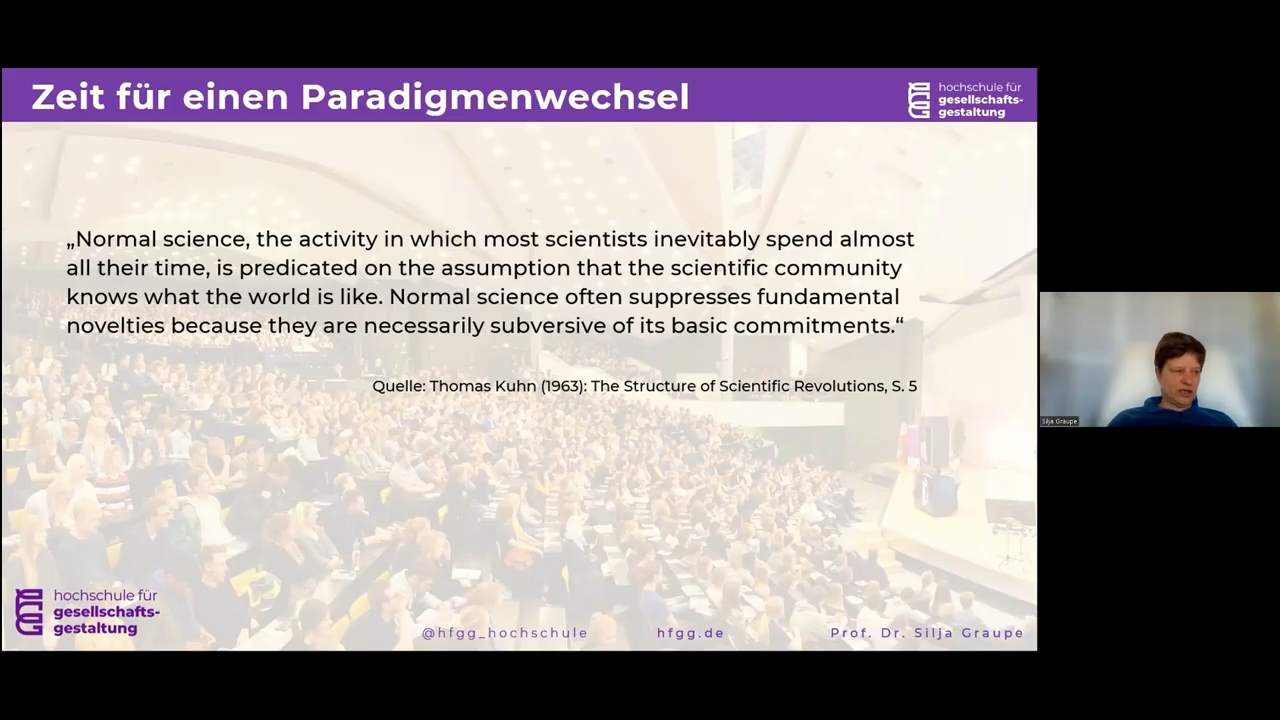 Zeit für einen Paradigmenwechsel
hochschule für
gesellschafts-
gestaltung
„Normal science, the activity in which most scientists inevitably spend almost
all their time, is predicated on the assumption that the scientific community
knows what the world is like. Normal science often suppresses fundamental
novelties because they are necessarily subversive of its basic commitments.“
Quelle: Thomas Kuhn (1963): The Structure of Scientific Revolutions, S. 5
Silja Graupe
hochschule für
gesellschafts-
gestaltung
@hfgg_hochschule
hfgg.de
Prof. Dr. Silja Graupe